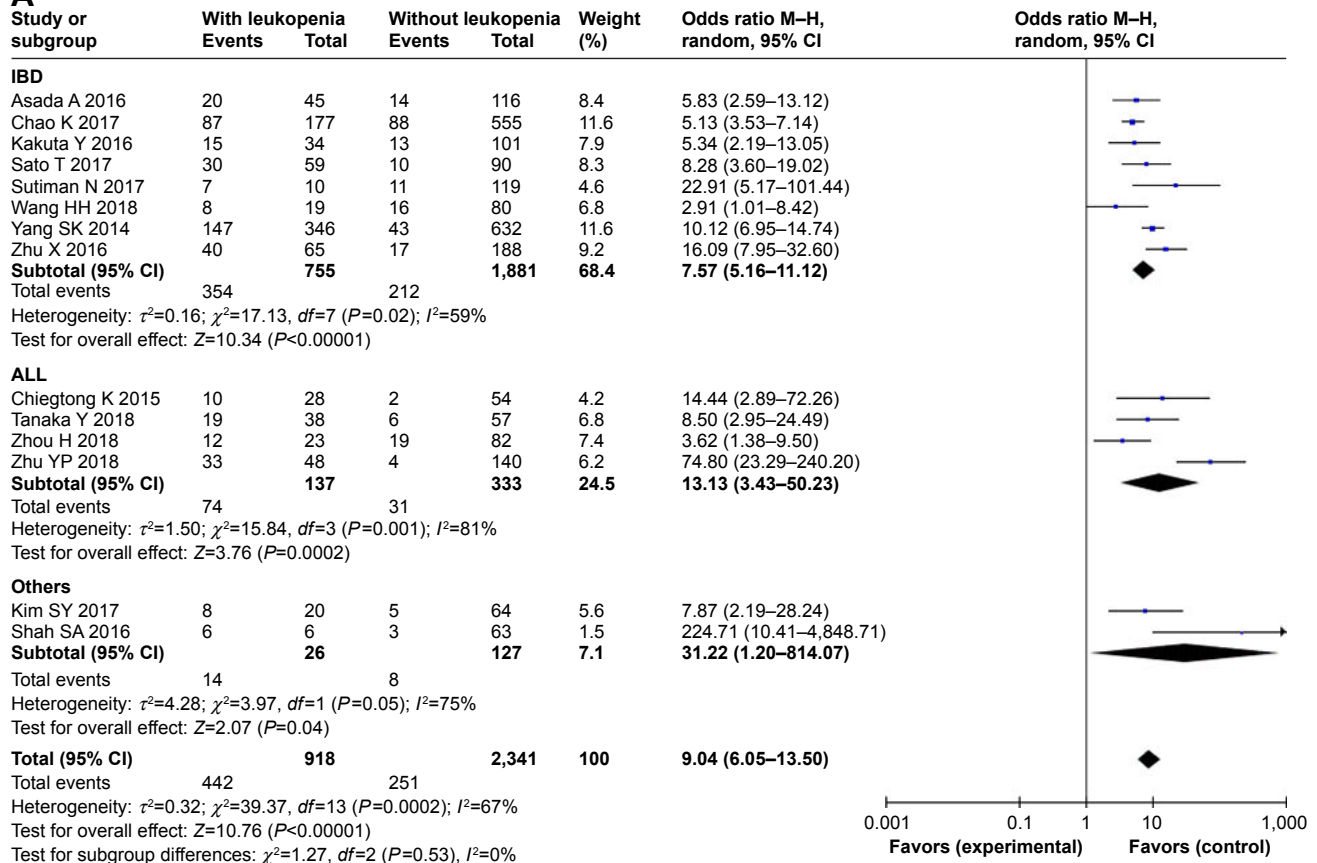 A
Study or With leukopenia Without leukopenia Weight Odds ratio M–H, Odds ratio M–H,
subgroup Events Total Events Total (%) random, 95% CI random, 95% CI
IBD
Asada A 2016 20 45 14 116 8.4 5.83 (2.59–13.12)
Chao K 2017 87 177 88 555 11.6 5.13 (3.53–7.14)
Kakuta Y 2016 15 34 13 101 7.9 5.34 (2.19–13.05)
Sato T 2017 30 59 10 90 8.3 8.28 (3.60–19.02)
Sutiman N 2017 7 10 11 119 4.6 22.91 (5.17–101.44)
Wang HH 2018 8 19 16 80 6.8 2.91 (1.01–8.42)
Yang SK 2014 147 346 43 632 11.6 10.12 (6.95–14.74)
Zhu X 2016 40 65 17 188 9.2 16.09 (7.95–32.60)
Subtotal (95% CI) 755 1,881 68.4 7.57 (5.16–11.12)
Total events 354 212
Heterogeneity: τ²=0.16; χ²=17.13, df=7 (P=0.02); I²=59%
Test for overall effect: Z=10.34 (P<0.00001)
ALL
Chiegtong K 2015 10 28 2 54 4.2 14.44 (2.89–72.26)
Tanaka Y 2018 19 38 6 57 6.8 8.50 (2.95–24.49)
Zhou H 2018 12 23 19 82 7.4 3.62 (1.38–9.50)
Zhu YP 2018 33 48 4 140 6.2 74.80 (23.29–240.20)
Subtotal (95% CI) 137 333 24.5 13.13 (3.43–50.23)
Total events 74 31
Heterogeneity: τ²=1.50; χ²=15.84, df=3 (P=0.001); I²=81%
Test for overall effect: Z=3.76 (P=0.0002)
Others
Kim SY 2017 8 20 5 64 5.6 7.87 (2.19–28.24)
Shah SA 2016 6 6 3 63 1.5 224.71 (10.41–4,848.71)
Subtotal (95% CI) 26 127 7.1 31.22 (1.20–814.07)
Total events 14 8
Heterogeneity: τ²=4.28; χ²=3.97, df=1 (P=0.05); I²=75%
Test for overall effect: Z=2.07 (P=0.04)
Total (95% CI) 918 2,341 100 9.04 (6.05–13.50)
Total events 442 251
Heterogeneity: τ²=0.32; χ²=39.37, df=13 (P=0.0002); I²=67%
Test for overall effect: Z=10.76 (P<0.00001)
Test for subgroup differences: χ²=1.27, df=2 (P=0.53), I²=0%
0.001 0.1 1 10 1,000
Favors (experimental) Favors (control)